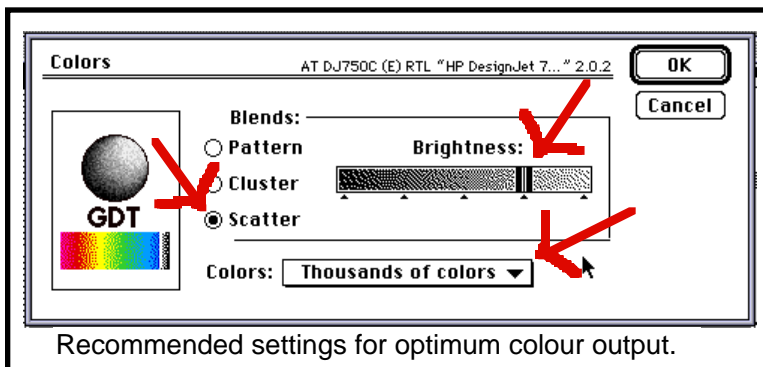 Colors
AT DJ750C (E) RTL “HP DesignJet 7...” 2.0.2
OK
Cancel
Blends:
Pattern
Brightness:
Cluster
GDT
Scatter
Colors: Thousands of colors
Recommended settings for optimum colour output.